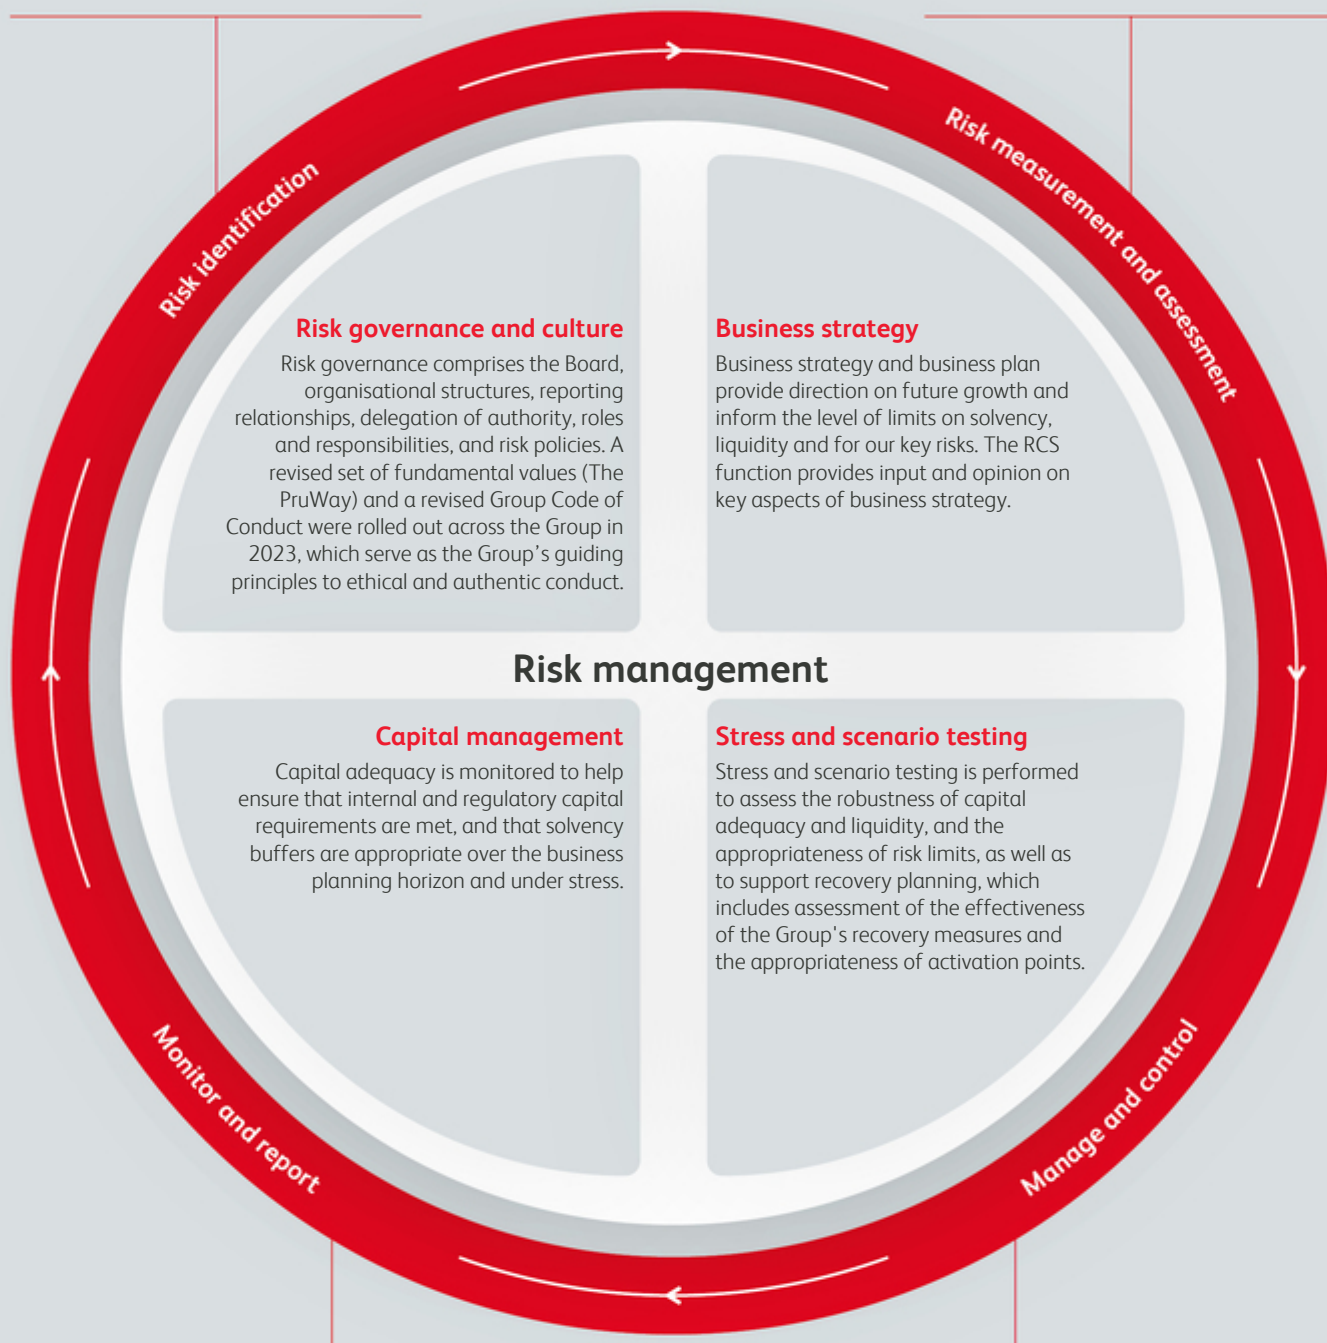 Risk identification
Risk measurement and assessment
Risk governance and culture
Risk governance comprises the Board,
organisational structures, reporting
relationships, delegation of authority, roles
and responsibilities, and risk policies. A
revised set of fundamental values (The
PruWay) and a revised Group Code of
Conduct were rolled out across the Group in
2023, which serve as the Group’s guiding
principles to ethical and authentic conduct.
Business strategy
Business strategy and business plan
provide direction on future growth and
inform the level of limits on solvency,
liquidity and for our key risks. The RCS
function provides input and opinion on
key aspects of business strategy.
Risk management
Capital management
Capital adequacy is monitored to help
ensure that internal and regulatory capital
requirements are met, and that solvency
buffers are appropriate over the business
planning horizon and under stress.
Stress and scenario testing
Stress and scenario testing is performed
to assess the robustness of capital
adequacy and liquidity, and the
appropriateness of risk limits, as well as
to support recovery planning, which
includes assessment of the effectiveness
of the Group's recovery measures and
the appropriateness of activation points.
Monitor and report
Manage and control